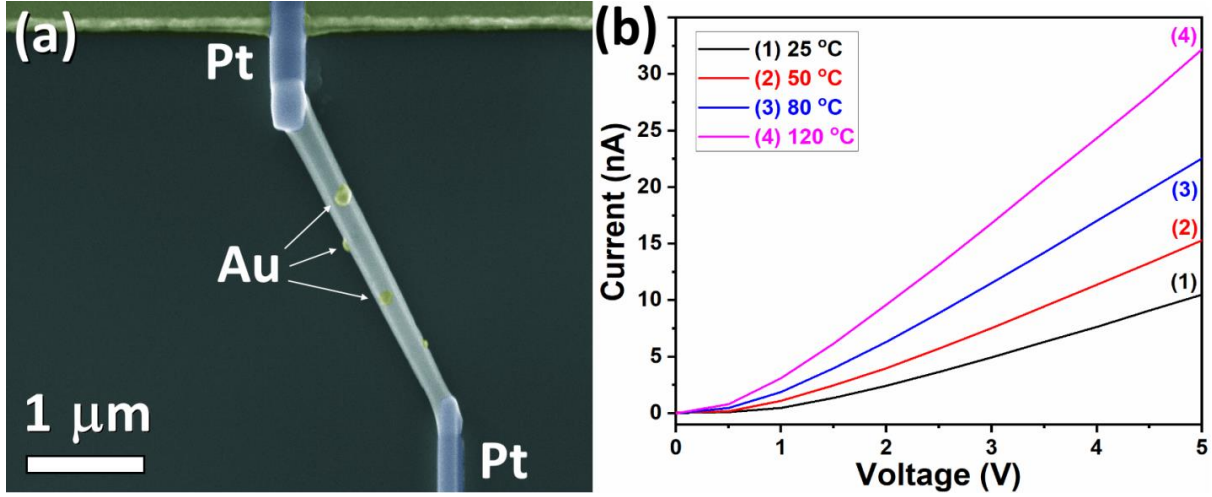 (a)
Pt
Au
1 μm
Pt
(b)
(1) 25 °C
(2) 50 °C
(3) 80 °C
(4) 120 °C
(4)
(3)
(2)
(1)
Current (nA)
35
30
25
20
15
10
5
0
0 1 2 3 4 5
Voltage (V)